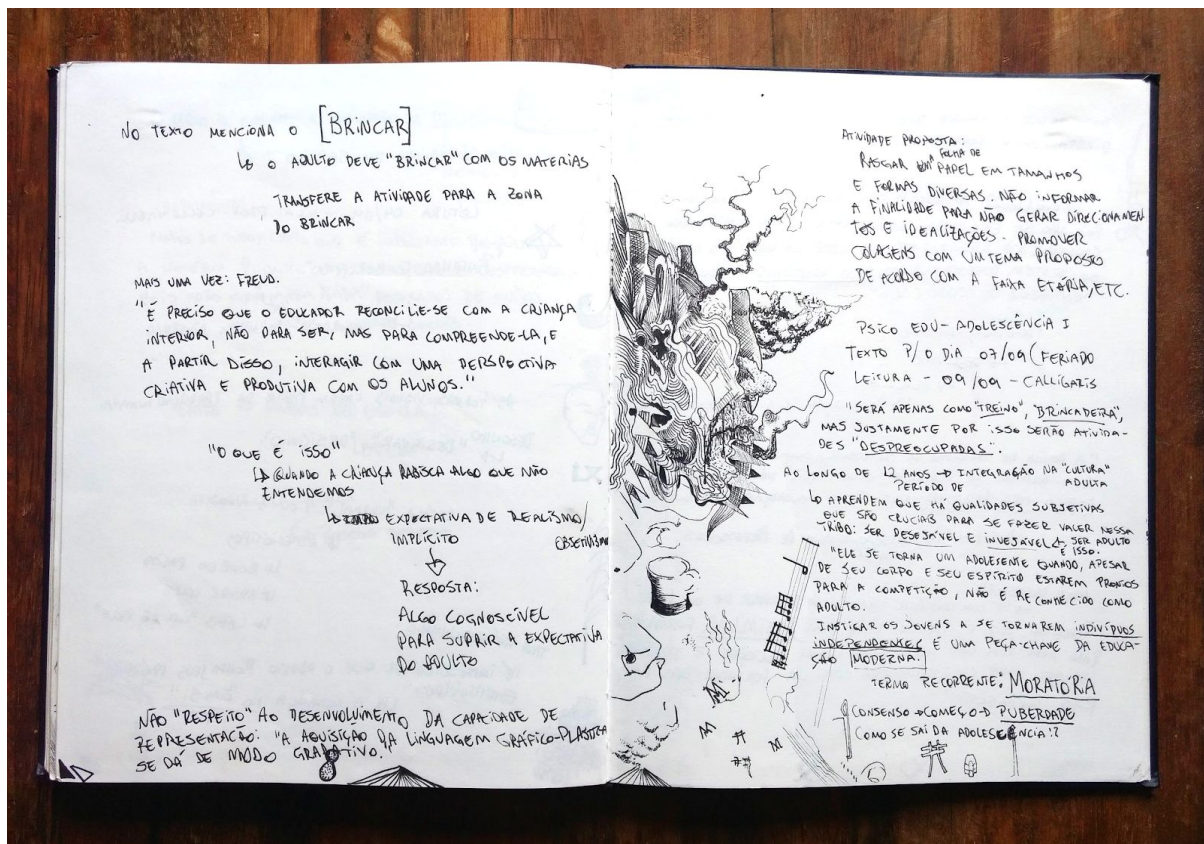 NO TEXTO MENCIONA O [BRINCAR]
↳ O ADULTO DEVE "BRINCAR" COM OS MATERIAS
TRANSFERE A ATIVIDADE PARA A ZONA
DO BRINCAR
MAIS UMA VEZ: FREUD.
"É PRECISO QUE O EDUCADOR RECONCILIE-SE COM A CRIANÇA
INTERIOR, NÃO PARA SER, MAS PARA COMPREENDE-LA, E
A PARTIR DISSO, INTERAGIR COM UMA PERSPECTIVA
CRIATIVA E PRODUTIVA COM OS ALUNOS."
"O QUE É ISSO"
↳ QUANDO A CRIANÇA RABISCA ALGO QUE NÃO
ENTENDEMOS
↳ EXPECTATIVA DE REALISMO/
IMPLÍCITO
↓
RESPOSTA:
ALGO COGNOSCÍVEL
PARA SUPRIR A EXPECTATIVA
DO ADULTO
NÃO "RESPEITO" AO DESENVOLVIMENTO DA CAPACIDADE DE
REPRESENTAÇÃO: "A AQUISIÇÃO DA LINGUAGEM GRÁFICO-PLASTICA
SE DÁ DE MODO GRADATIVO.
ATIVIDADE PROPOSTA:
RASGAR UMA FOLHA DE PAPEL EM TAMANHOS
E FORMAS DIVERSAS. NÃO INFORMAR
A FINALIDADE PARA NÃO GERAR DIRECIONAMEN
TOS E IDEALIZAÇÕES. PROMOVER
COLAGENS COM UM TEMA PROPOSTO
DE ACORDO COM A FAIXA ETÁRIA, ETC.
PSICO EDU - ADOLESCÊNCIA I
TEXTO P/ O DIA 07/09 (FERIADO
LEITURA - 09/09 - CALLIGARIS
"SERÁ APENAS COMO "TREINO", "BRINCADEIRA",
MAS JUSTAMENTE POR ISSO SERÃO ATIVIDA-
DES "DESPREOCUPADAS".
AO LONGO DE 12 ANOS → INTEGRAÇÃO NA "CULTURA"
PERÍODO DE ADULTA
↳ APRENDEM QUE HÁ QUALIDADES SUBJETIVAS
QUE SÃO CRUCIAIS PARA SE FAZER VALER NESSA
TRIBO: SER DESEJÁVEL E INVEJÁVEL SER ADULTO
É ISSO.
"ELE SE TORNA UM ADOLESENTE QUANDO, APESAR
DE SEU CORPO E SEU ESPÍRITO ESTAREM PRONTOS
PARA A COMPETIÇÃO, NÃO É RECONHECIDO COMO
ADULTO.
INSTIGAR OS JOVENS A SE TORNAREM INDIVÍDUOS
INDEPENDENTES É UMA PEÇA-CHAVE DA EDUCA-
ÇÃO MODERNA.
TERMO RECORRENTE: MORATÓRIA
CONSENSO → COMEÇO → PUBERDADE
COMO SE SAÍ DA ADOLESCÊNCIA!?